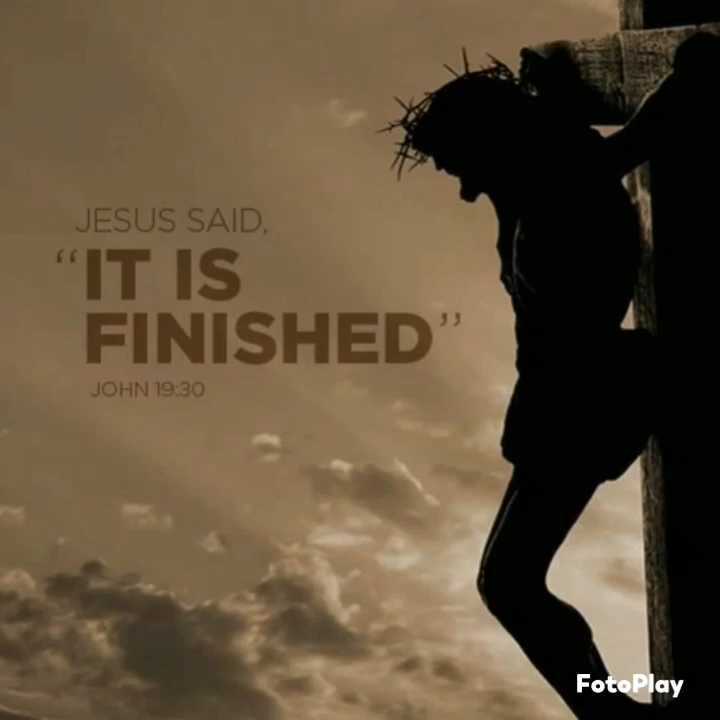 JESUS SAID,
“IT IS
FINISHED”
JOHN 19:30
FotoPlay